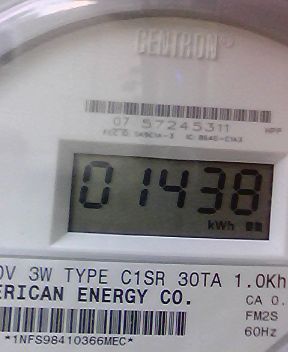 CENTRON®
07 57245311 HPP
01438
kWh
0V 3W TYPE C1SR 30TA 1.0Kh
ERICAN ENERGY CO.
CA 0.
FM2S
60Hz
*1NFS98410366MEC*